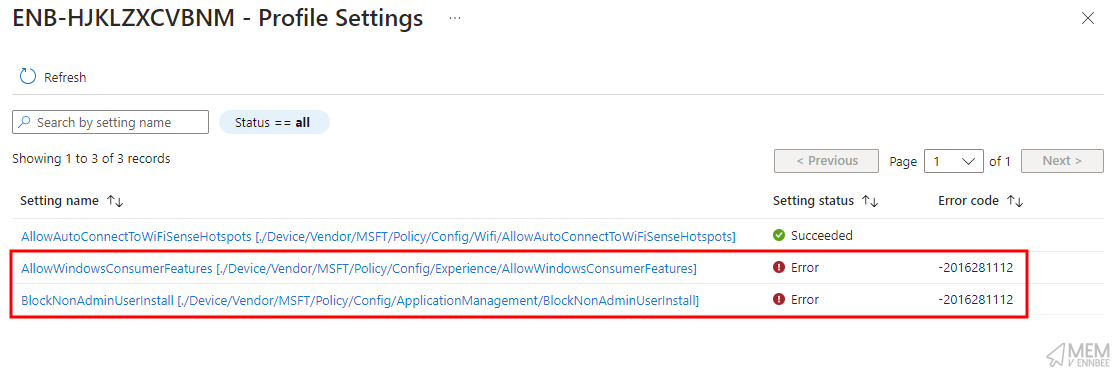 ENB-HJKLZXCVBNM - Profile Settings ...
Refresh
Search by setting name Status == all
Showing 1 to 3 of 3 records < Previous Page 1 of 1 Next >
Setting name Setting status Error code
AllowAutoConnectToWiFiSenseHotspots [./Device/Vendor/MSFT/Policy/Config/Wifi/AllowAutoConnectToWiFiSenseHotspots] Succeeded
AllowWindowsConsumerFeatures [./Device/Vendor/MSFT/Policy/Config/Experience/AllowWindowsConsumerFeatures] Error -2016281112
BlockNonAdminUserInstall [./Device/Vendor/MSFT/Policy/Config/ApplicationManagement/BlockNonAdminUserInstall] Error -2016281112
MEM
V ENNBEE